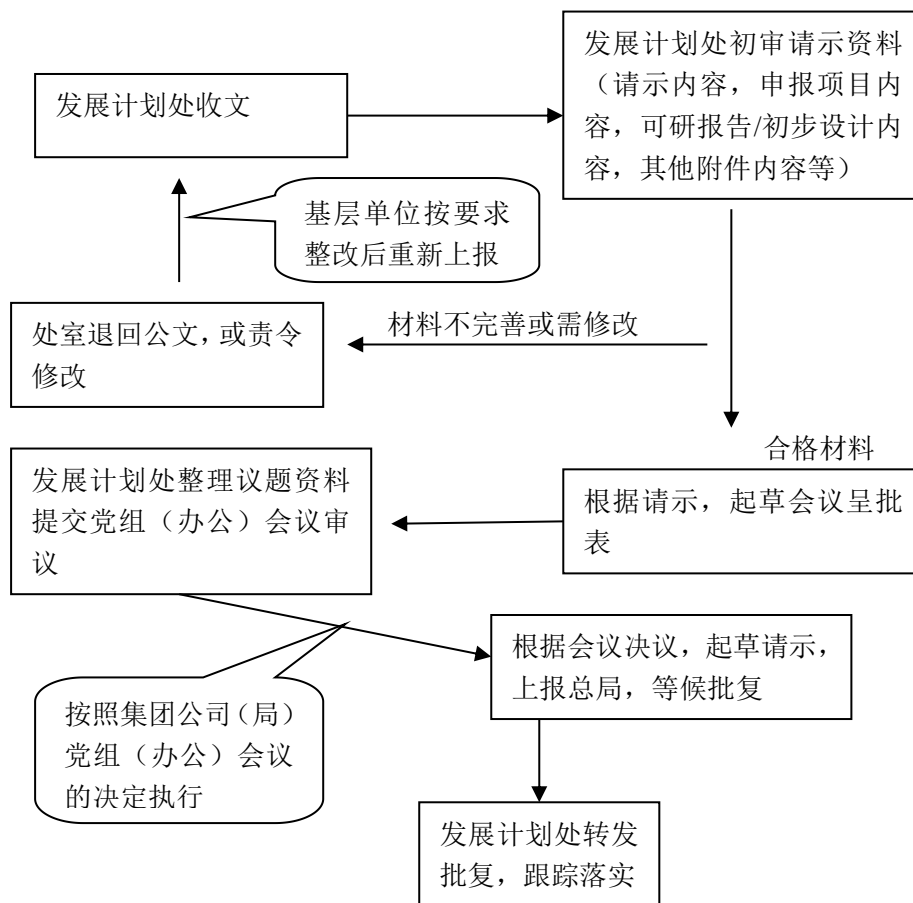 发展计划处收文
发展计划处初审请示资料
（请示内容，申报项目内
容，可研报告/初步设计内
容，其他附件内容等）
基层单位按要求
整改后重新上报
处室退回公文，或责令
修改
材料不完善或需修改
合格材料
发展计划处整理议题资料
提交党组（办公）会议审
议
根据请示，起草会议呈批
表
根据会议决议，起草请示，
上报总局，等候批复
按照集团公司（局）
党组（办公）会议
的决定执行
发展计划处转发
批复，跟踪落实